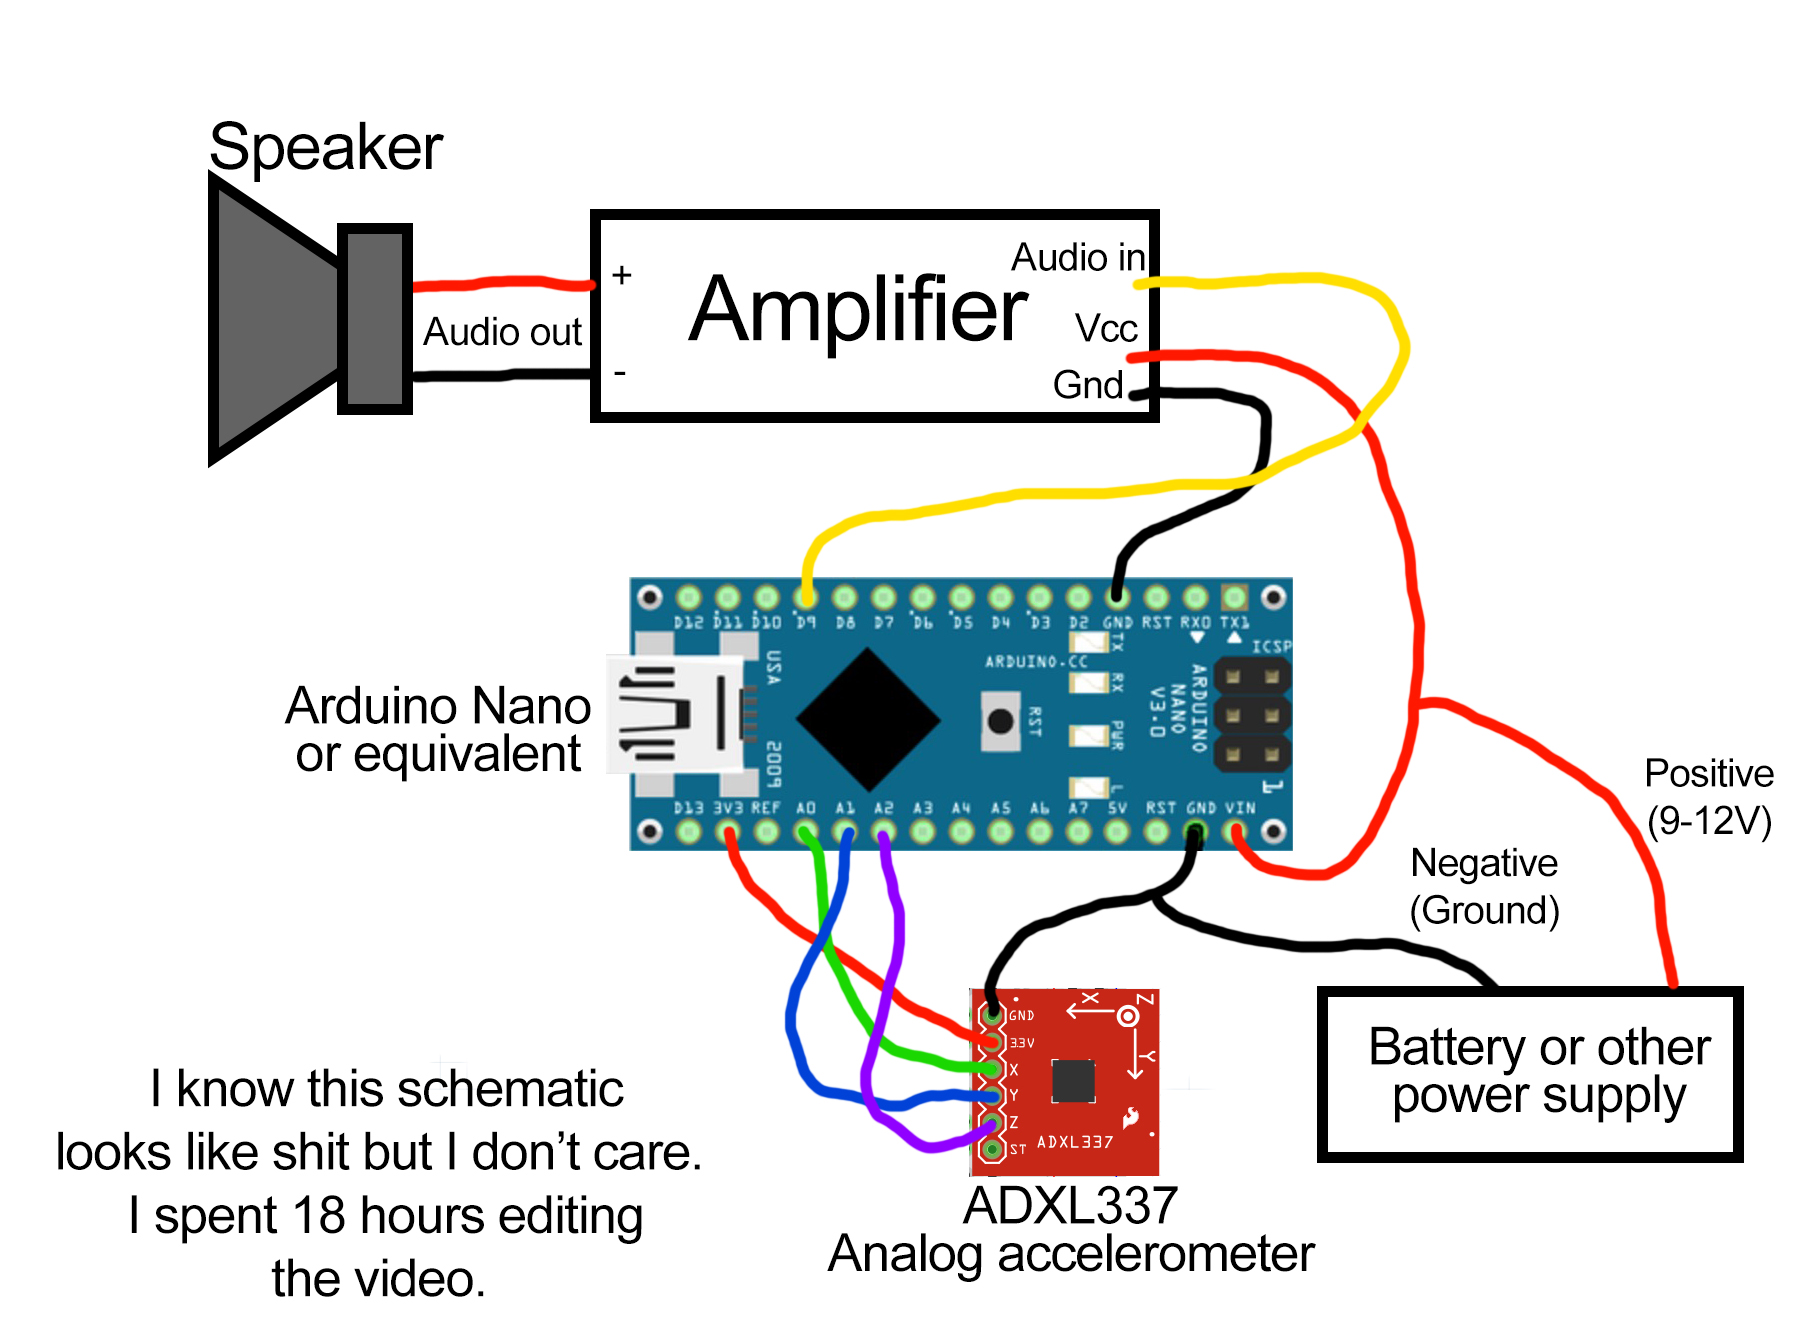 Speaker
Audio in
+
Amplifier
Vcc
Audio out
-
Gnd
D12 D11 D10 D9 D8 D7 D6 D5 D4 D3 D2 GND RST RX0 TX1
TX
ICSP
USA
ARDUINO.CC
RX
ARDUINO
NANO
V3.0
RST
PWR
2009
L
1
Arduino Nano
or equivalent
D13 3V3 REF A0 A1 A2 A3 A4 A5 A6 A7 5V RST GND VIN
Positive
(9-12V)
Negative
(Ground)
X
Z
Y
GND
3.3V
X
Y
Z
ST
ADXL337
Battery or other
power supply
ADXL337
Analog accelerometer
I know this schematic
looks like shit but I don’t care.
I spent 18 hours editing
the video.